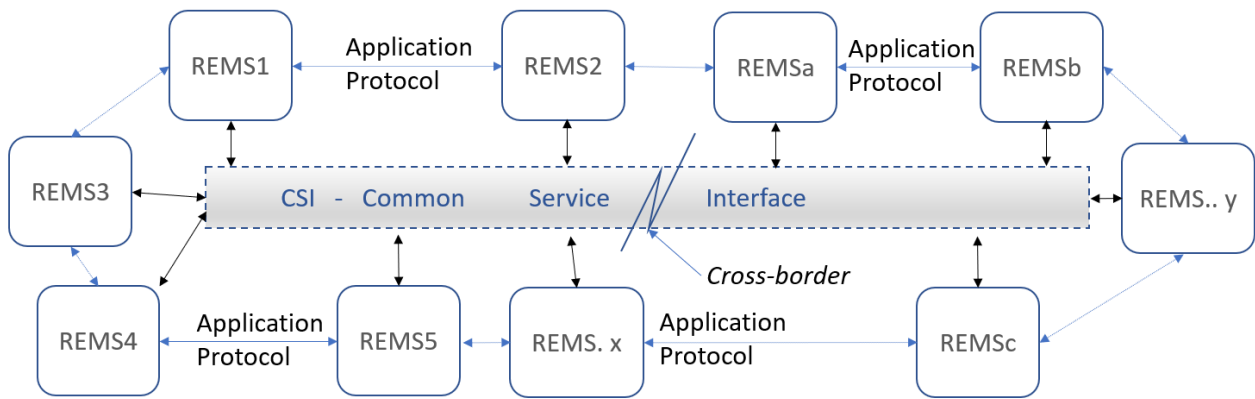 REMS1
Application
Protocol
REMS2
REMSa
Application
Protocol
REMSb
REMS3
CSI - Common Service Interface
REMS.. y
Cross-border
REMS4
Application
Protocol
REMS5
REMS. x
Application
Protocol
REMSc